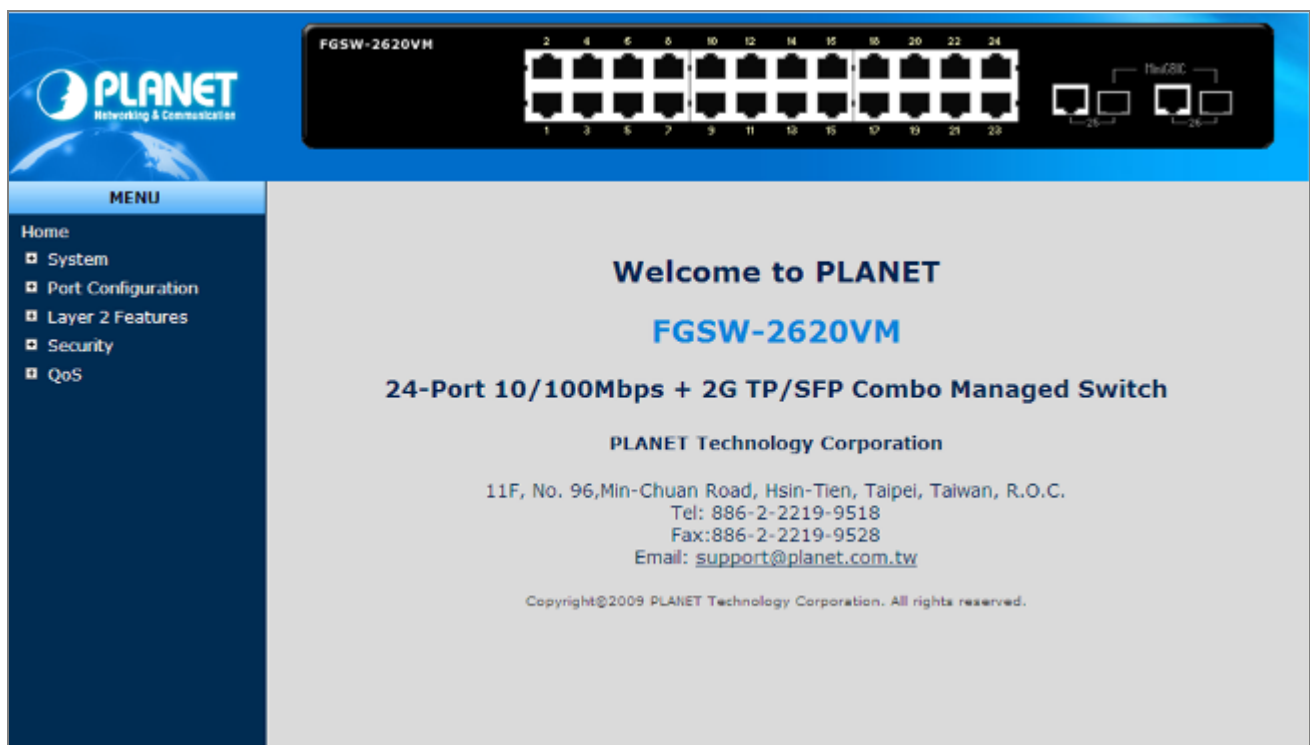 FGSW-2620VM
2 4 6 8 10 12 14 16 18 20 22 24
MiniGBIC
1 3 5 7 9 11 13 15 17 19 21 23
25 26
PLANET
Networking & Communication
MENU
Home
System
Port Configuration
Layer 2 Features
Security
QoS
Welcome to PLANET
FGSW-2620VM
24-Port 10/100Mbps + 2G TP/SFP Combo Managed Switch
PLANET Technology Corporation
11F, No. 96,Min-Chuan Road, Hsin-Tien, Taipei, Taiwan, R.O.C.
Tel: 886-2-2219-9518
Fax:886-2-2219-9528
Email: support@planet.com.tw
Copyright©2009 PLANET Technology Corporation. All rights reserved.